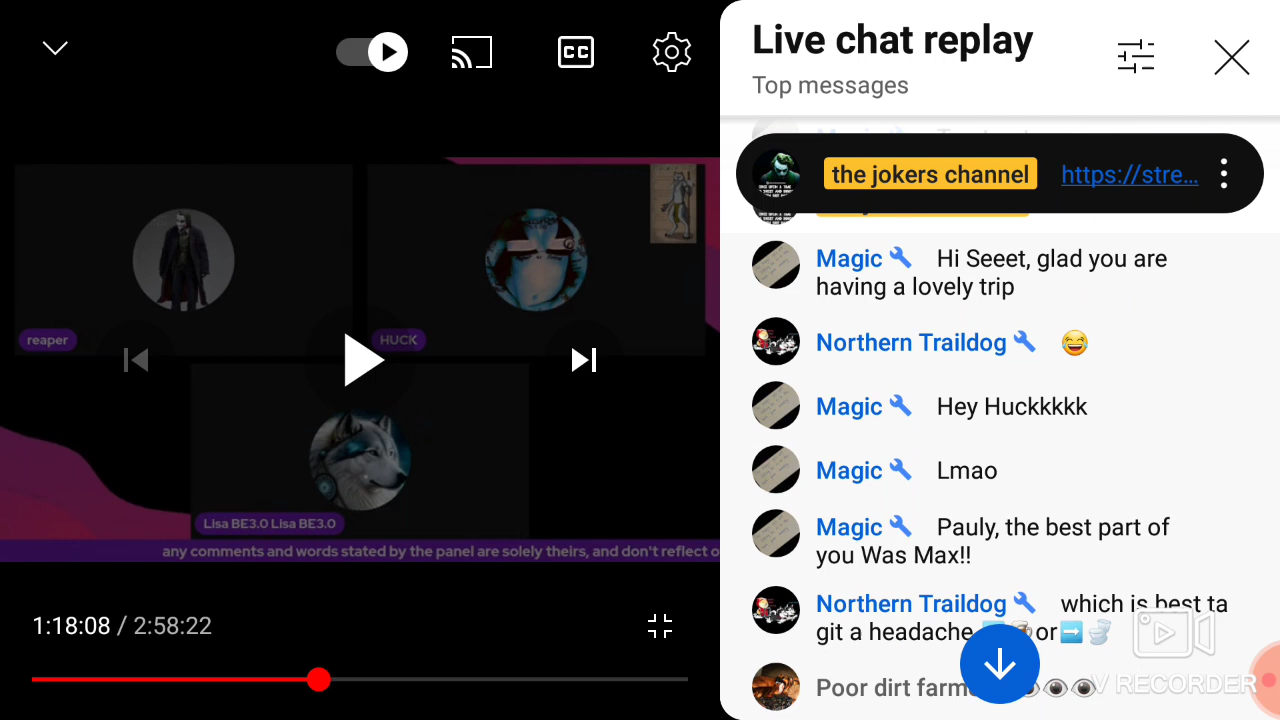 Live chat replay
Top messages
the jokers channel https://stre...
Magic Hi Seeet, glad you are
having a lovely trip
Northern Traildog 😂
Magic Hey Huckkkkk
Magic Lmao
Magic Pauly, the best part of
you Was Max!!
Northern Traildog which is best ta
git a headache or➡️
Poor dirt farm 👁👁
CC
reaper
HUCK
Lisa BE3.0 Lisa BE3.0
any comments and words stated by the panel are solely theirs, and don't reflect o
1:18:08 / 2:58:22
V RECORDER